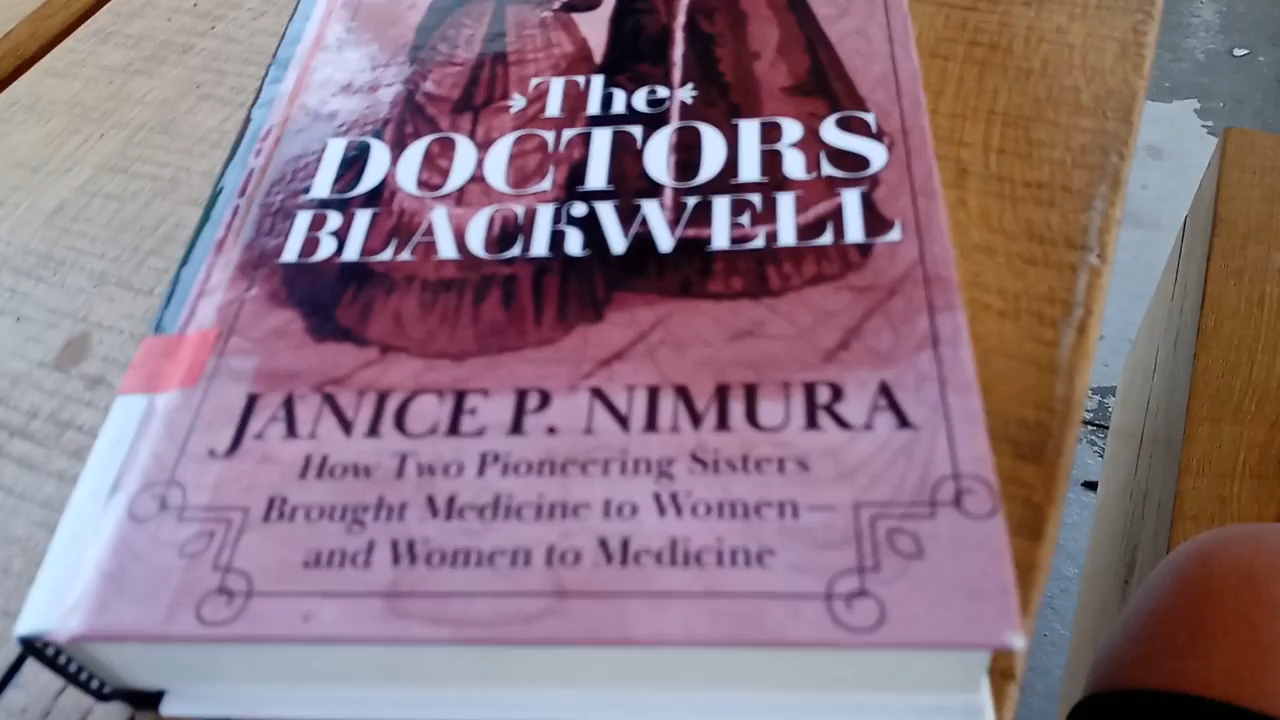 The
DOCTORS
BLACKWELL
JANICE P. NIMURA
How Two Pioneering Sisters
Brought Medicine to Women—
and Women to Medicine